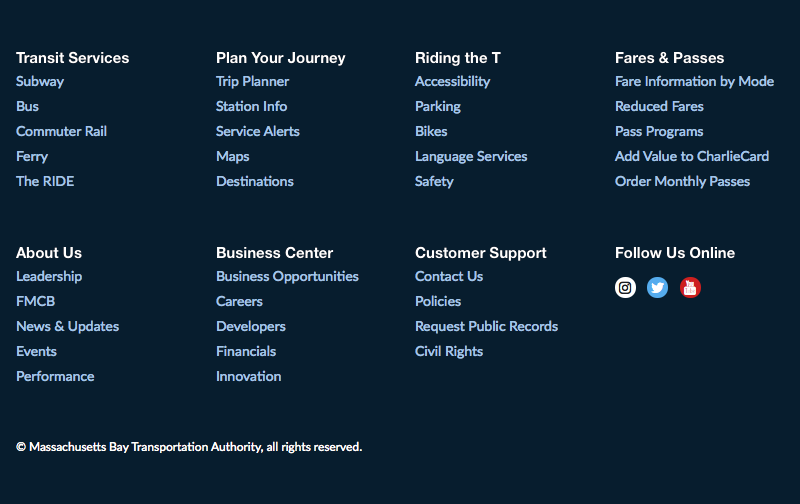 Transit Services
Subway
Bus
Commuter Rail
Ferry
The RIDE
Plan Your Journey
Trip Planner
Station Info
Service Alerts
Maps
Destinations
Riding the T
Accessibility
Parking
Bikes
Language Services
Safety
Fares & Passes
Fare Information by Mode
Reduced Fares
Pass Programs
Add Value to CharlieCard
Order Monthly Passes
About Us
Leadership
FMCB
News & Updates
Events
Performance
Business Center
Business Opportunities
Careers
Developers
Financials
Innovation
Customer Support
Contact Us
Policies
Request Public Records
Civil Rights
Follow Us Online
© Massachusetts Bay Transportation Authority, all rights reserved.